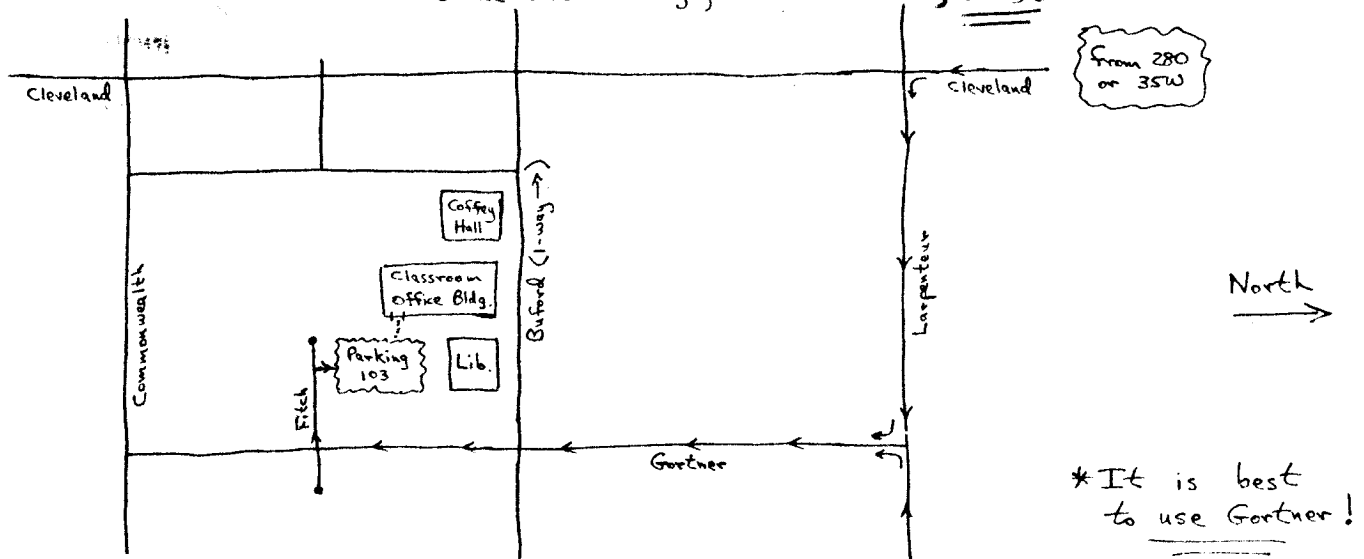 from 280
or 35W
Cleveland
Cleveland
Coffey
Hall
Buford (1-way →)
Classroom
Office Bldg.
Commonwealth
Larpenteur
North
Parking
103
Lib.
Fitch
Gortner
*It is best
to use Gortner!